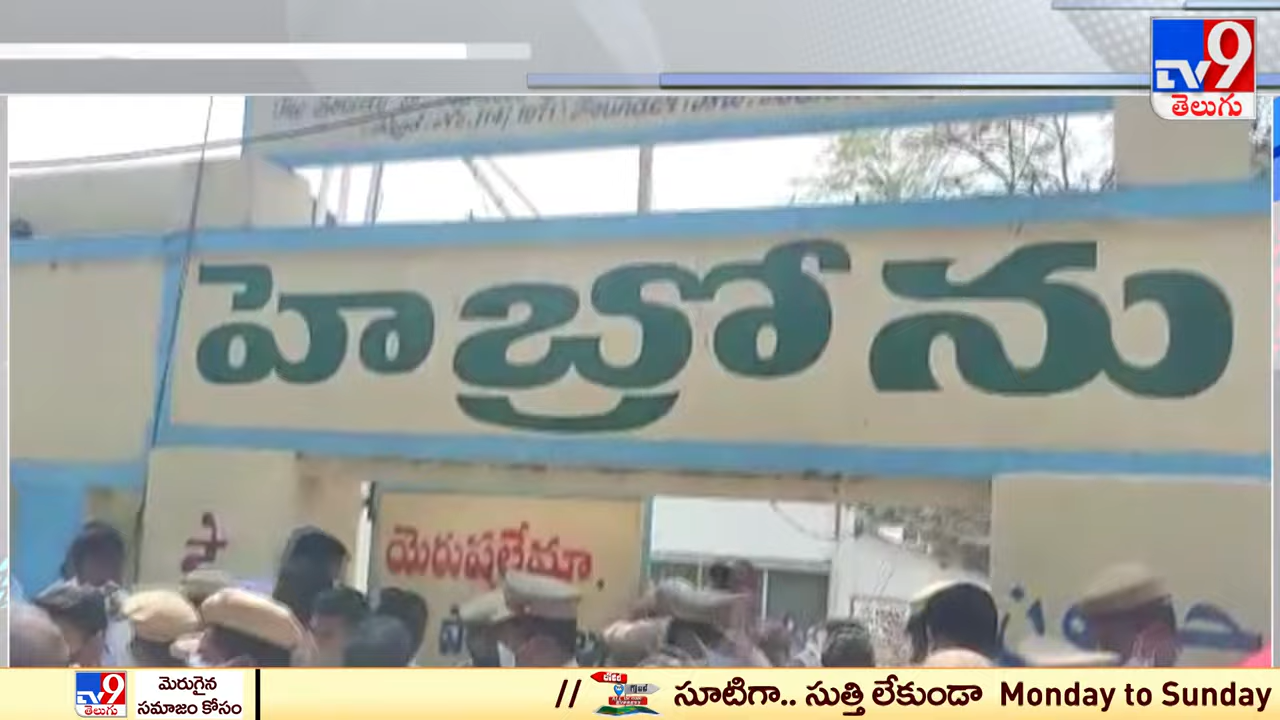 TV9
తెలుగు
హెబ్రోను
యెరుషలేమా.
TV9
తెలుగు
మెరుగైన
సమాజం కోసం
// సూటిగా.. సుత్తి లేకుండా Monday to Sunday